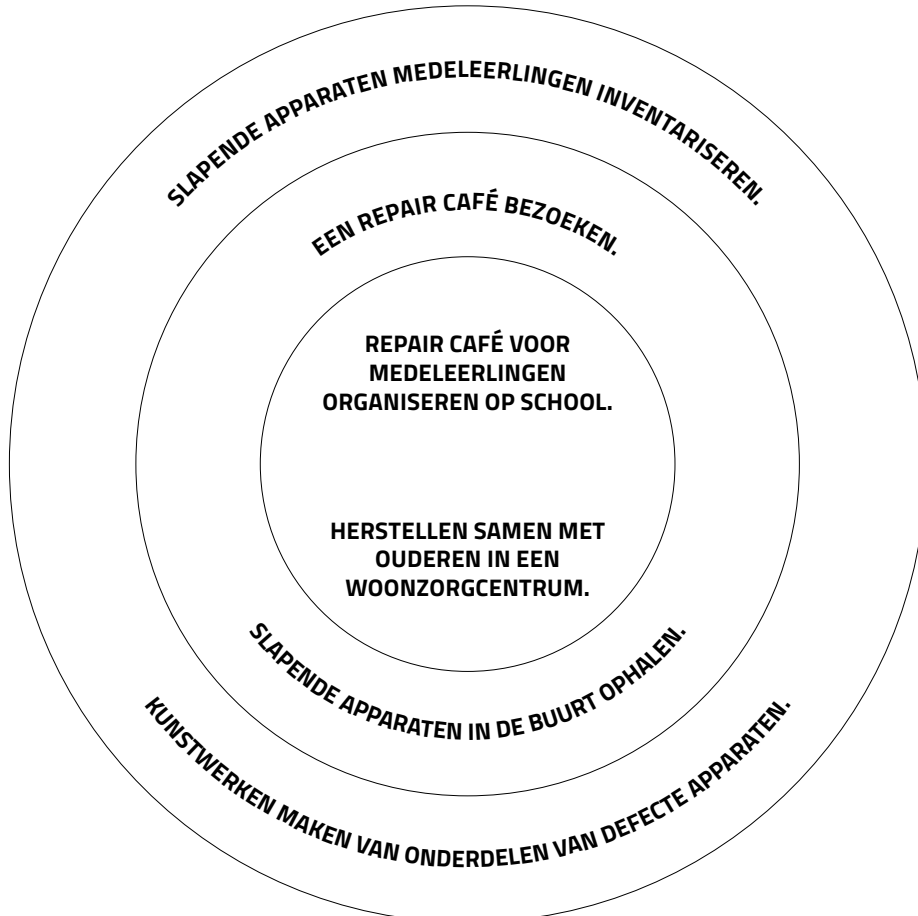 SLAPENDE APPARATEN MEDELEERLINGEN INVENTARISEREN.
EEN REPAIR CAFÉ BEZOEKEN.
REPAIR CAFÉ VOOR
MEDELEERLINGEN
ORGANISEREN OP SCHOOL.
HERSTELLEN SAMEN MET
OUDEREN IN EEN
WOONZORGCENTRUM.
SLAPENDE APPARATEN IN DE BUURT OPHALEN.
KUNSTWERKEN MAKEN VAN ONDERDELEN VAN DEFECTE APPARATEN.